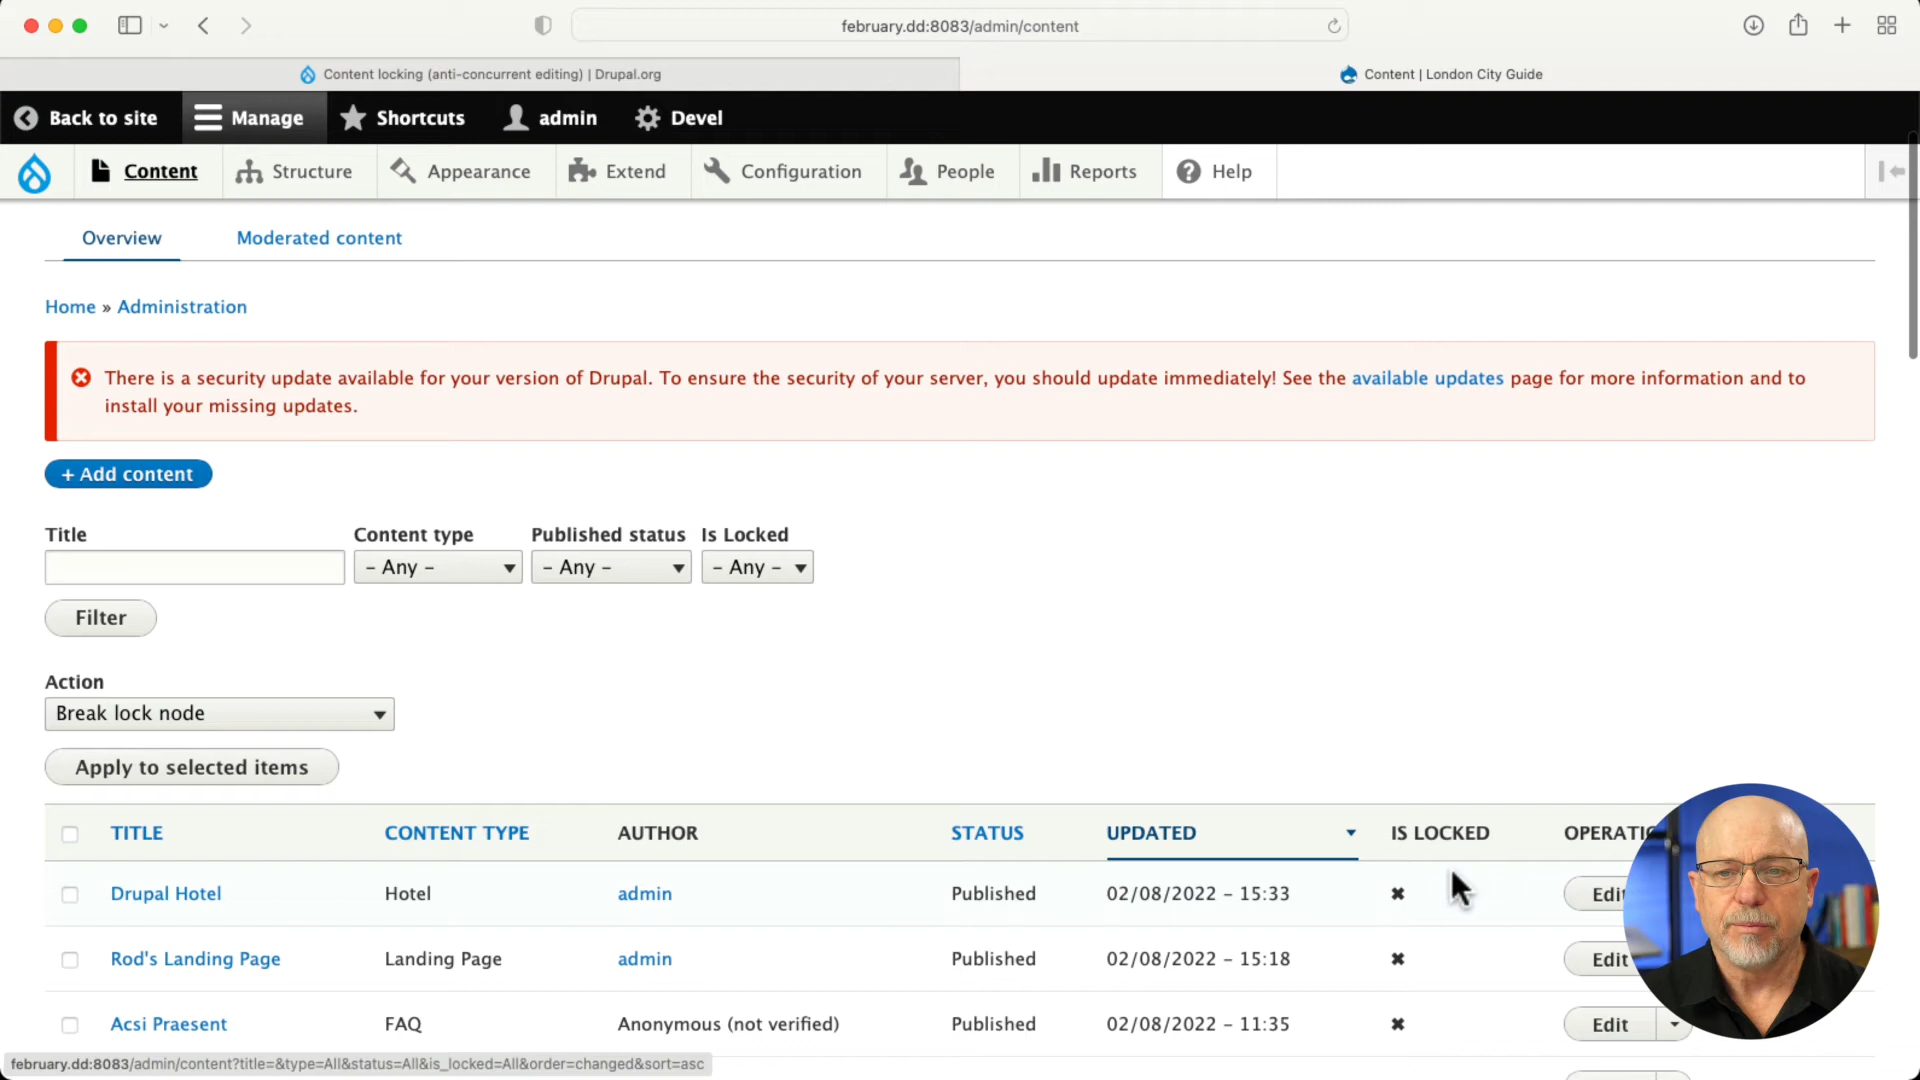 february.dd:8083/admin/content
Content locking (anti-concurrent editing) | Drupal.org
Content | London City Guide
Back to site
Manage
Shortcuts
admin
Devel
Content
Structure
Appearance
Extend
Configuration
People
Reports
Help
Overview
Moderated content
Home » Administration
There is a security update available for your version of Drupal. To ensure the security of your server, you should update immediately! See the available updates page for more information and to
install your missing updates.
+ Add content
Title
Content type
Published status
Is Locked
- Any -
- Any -
- Any -
Filter
Action
Break lock node
Apply to selected items
TITLE
CONTENT TYPE
AUTHOR
STATUS
UPDATED
IS LOCKED
Drupal Hotel
Hotel
admin
Published
02/08/2022 - 15:33
Rod's Landing Page
Landing Page
admin
Published
02/08/2022 - 15:18
Edit
Acsi Praesent
FAQ
Anonymous (not verified)
Published
02/08/2022 - 11:35
Edit
february.dd:8083/admin/content?title=&type=All&status=All&is_locked=All&order=changed&sort=asc